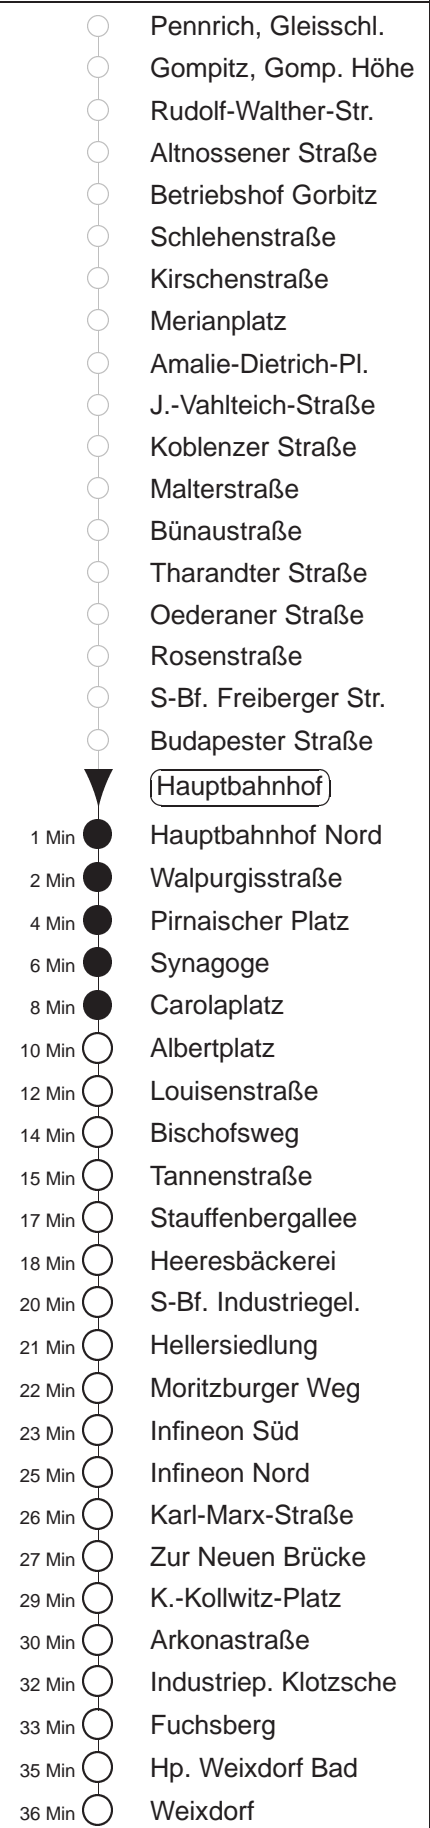 Pennrich, Gleisschl.
Gompitz, Gomp. Höhe
Rudolf-Walther-Str.
Altnossener Straße
Betriebshof Gorbitz
Schlehenstraße
Kirschenstraße
Merianplatz
Amalie-Dietrich-Pl.
J.-Vahlteich-Straße
Koblenzer Straße
Malterstraße
Bünaustraße
Tharandter Straße
Oederaner Straße
Rosenstraße
S-Bf. Freiberger Str.
Budapester Straße
Hauptbahnhof
1 Min Hauptbahnhof Nord
2 Min Walpurgisstraße
4 Min Pirnaischer Platz
6 Min Synagoge
8 Min Carolaplatz
10 Min Albertplatz
12 Min Louisenstraße
14 Min Bischofsweg
15 Min Tannenstraße
17 Min Stauffenbergallee
18 Min Heeresbäckerei
20 Min S-Bf. Industriegel.
21 Min Hellersiedlung
22 Min Moritzburger Weg
23 Min Infineon Süd
25 Min Infineon Nord
26 Min Karl-Marx-Straße
27 Min Zur Neuen Brücke
29 Min K.-Kollwitz-Platz
30 Min Arkonastraße
32 Min Industriep. Klotzsche
33 Min Fuchsberg
35 Min Hp. Weixdorf Bad
36 Min Weixdorf